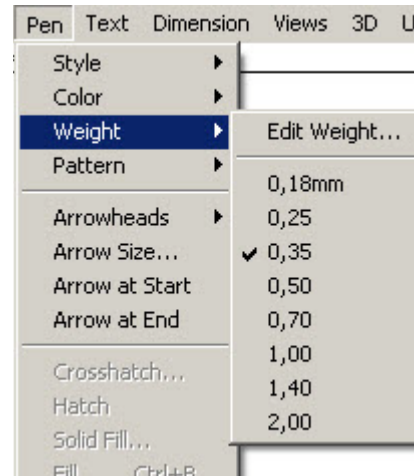 Pen Text Dimension Views 3D
Style
Color
Weight
Pattern
Arrowheads
Arrow Size...
Arrow at Start
Arrow at End
Crosshatch...
Hatch
Solid Fill...
Fill... Ctrl+B
Edit Weight...
0,18mm
0,25
0,35
0,50
0,70
1,00
1,40
2,00